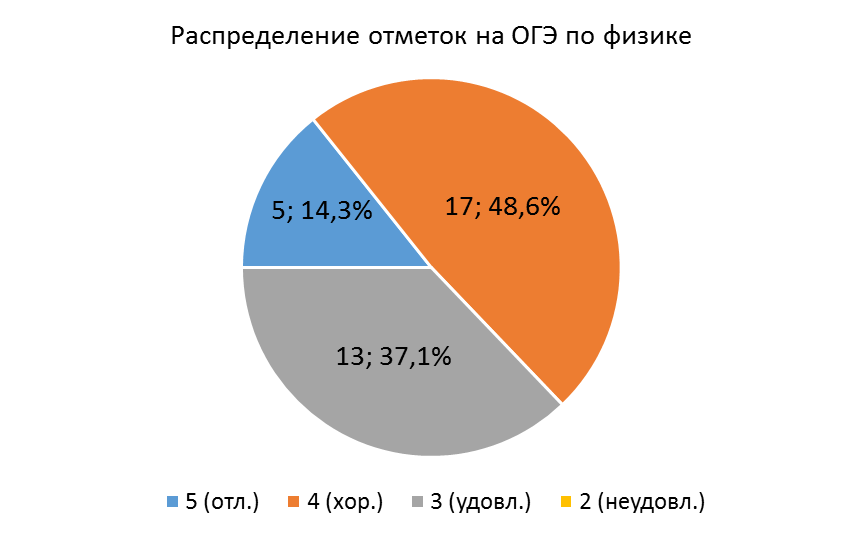 Распределение отметок на ОГЭ по физике
5; 14,3%
17; 48,6%
13; 37,1%
5 (отл.) 4 (хор.) 3 (удовл.) 2 (неудовл.)